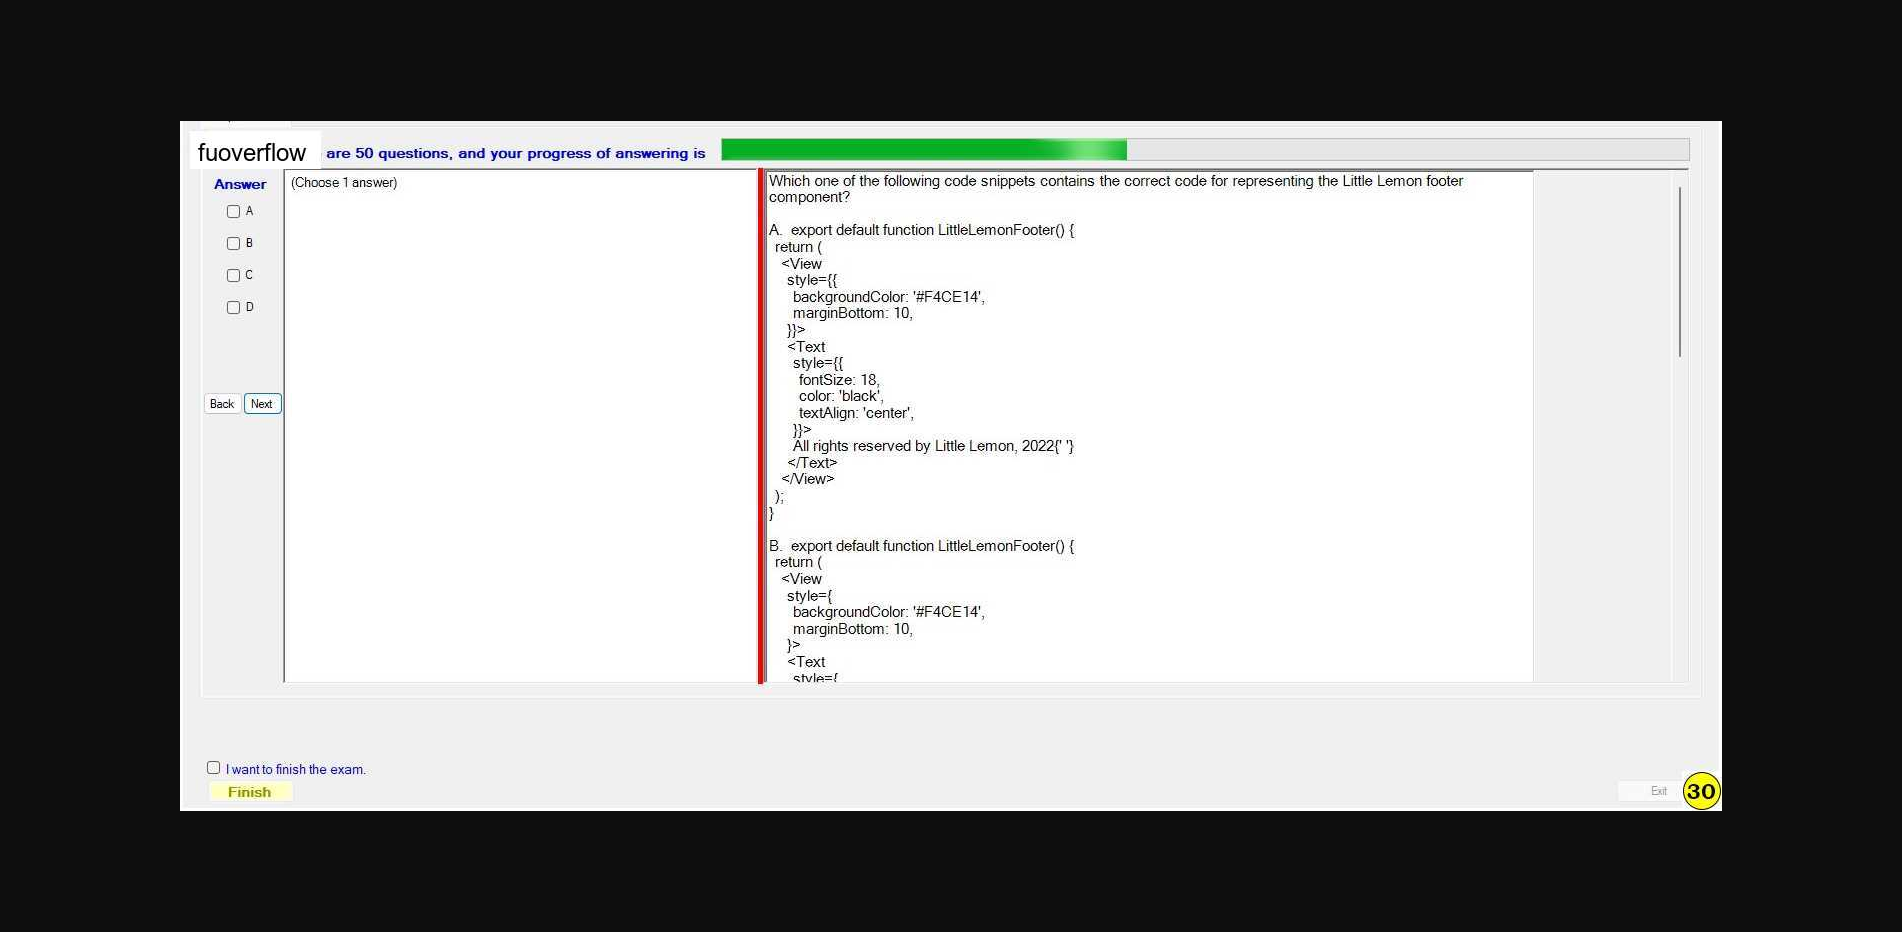 fuoverflow are 50 questions, and your progress of answering is
Answer
A
B
C
D
Back Next
(Choose 1 answer)
Which one of the following code snippets contains the correct code for representing the Little Lemon footer
component?
A.  export default function LittleLemonFooter() {
return (
<View
style={{
backgroundColor: '#F4CE14',
marginBottom: 10,
}}>
<Text
style={{
fontSize: 18,
color: 'black',
textAlign: 'center',
}}>
All rights reserved by Little Lemon, 2022{' '}
</Text>
</View>
);
}
B.  export default function LittleLemonFooter() {
return (
<View
style={
backgroundColor: '#F4CE14',
marginBottom: 10,
}>
<Text
style={
I want to finish the exam.
Finish
Exit 30